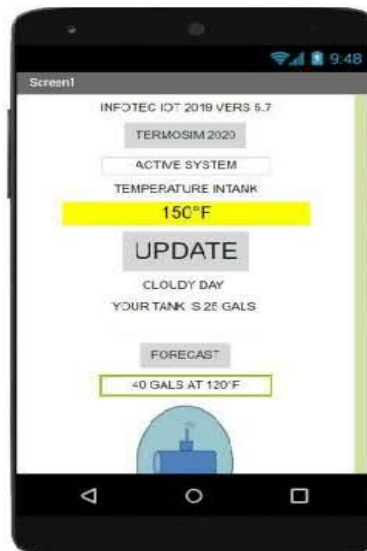 9:48
Screen1
INFOTEC IOT 2019 VERS 5.7
TERMOSIM 2020
ACTIVE SYSTEM
TEMPERATURE INTANK
150°F
UPDATE
CLOUDY DAY
YOUR TANK IS 25 GALS
FORECAST
40 GALS AT 120°F